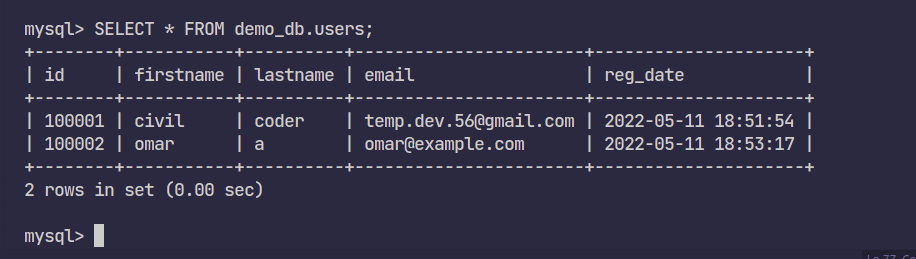 mysql> SELECT * FROM demo_db.users;
+--------+-----------+----------+----------------------+---------------------+
| id     | firstname | lastname | email                | reg_date            |
+--------+-----------+----------+----------------------+---------------------+
| 100001 | civil     | coder    | temp.dev.56@gmail.com | 2022-05-11 18:51:54 |
| 100002 | omar      | a        | omar@example.com     | 2022-05-11 18:53:17 |
+--------+-----------+----------+----------------------+---------------------+
2 rows in set (0.00 sec)
mysql>